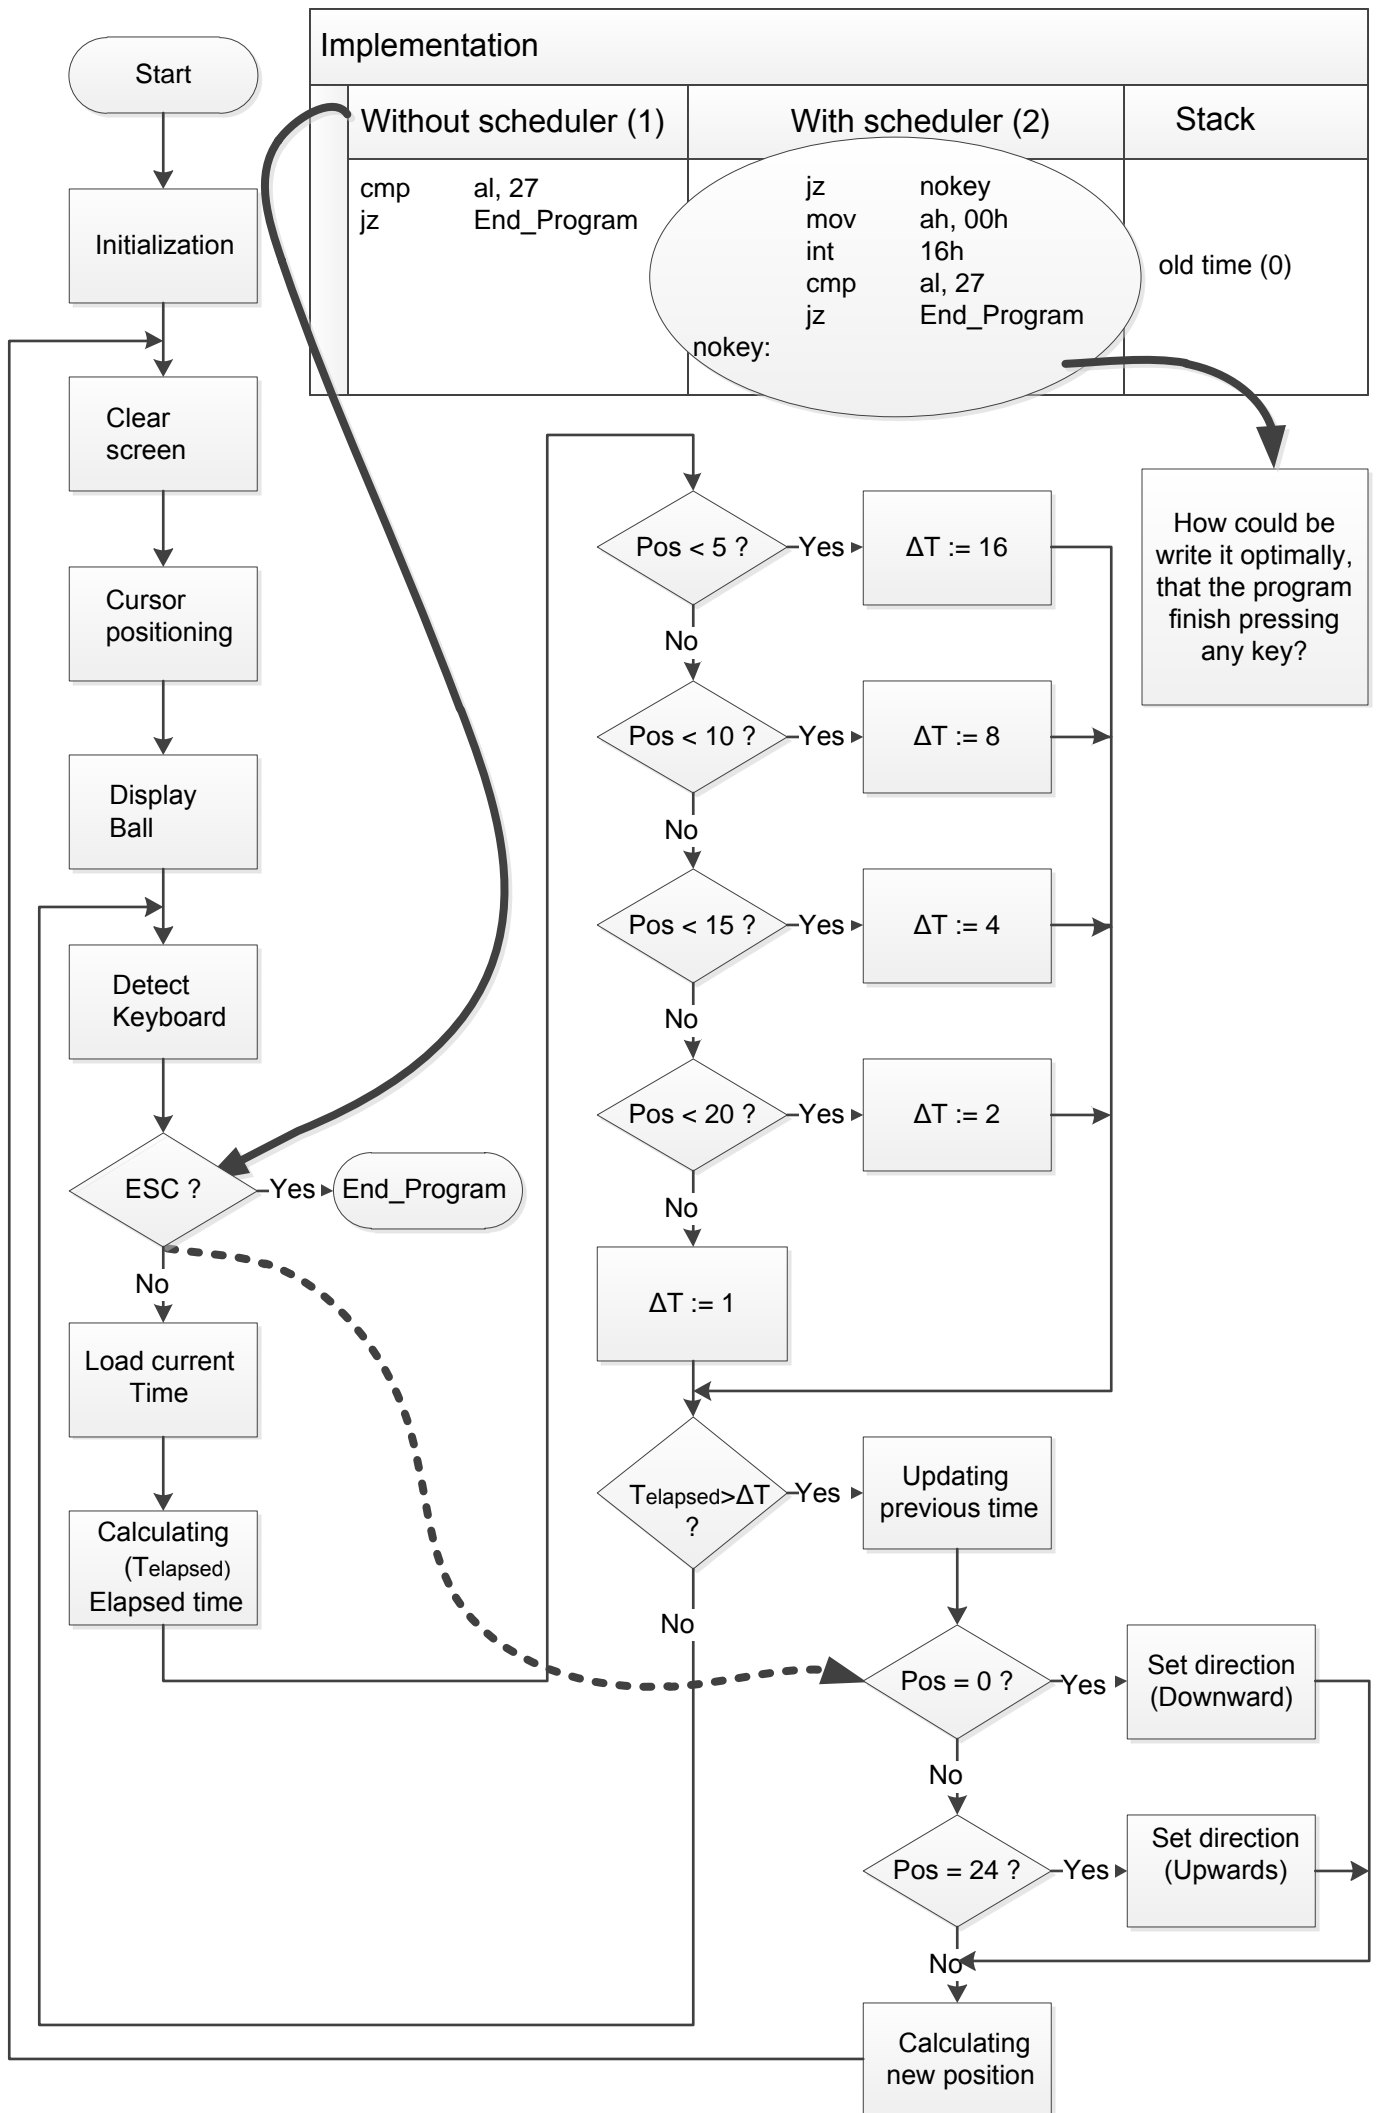 Implementation
Without scheduler (1)
With scheduler (2)
Stack
cmp al, 27
jz End_Program
jz nokey
mov ah, 00h
int 16h
cmp al, 27
jz End_Program
nokey:
old time (0)
How could be
write it optimally,
that the program
finish pressing
any key?
Start
Initialization
Clear
screen
Cursor
positioning
Display
Ball
Detect
Keyboard
ESC ?
Yes
End_Program
No
Load current
Time
Calculating
(Telapsed)
Elapsed time
Pos < 5 ?
Yes
ΔT := 16
No
Pos < 10 ?
Yes
ΔT := 8
No
Pos < 15 ?
Yes
ΔT := 4
No
Pos < 20 ?
Yes
ΔT := 2
No
ΔT := 1
Telapsed>ΔT
?
Yes
Updating
previous time
No
Pos = 0 ?
Yes
Set direction
(Downward)
No
Pos = 24 ?
Yes
Set direction
(Upwards)
No
Calculating
new position